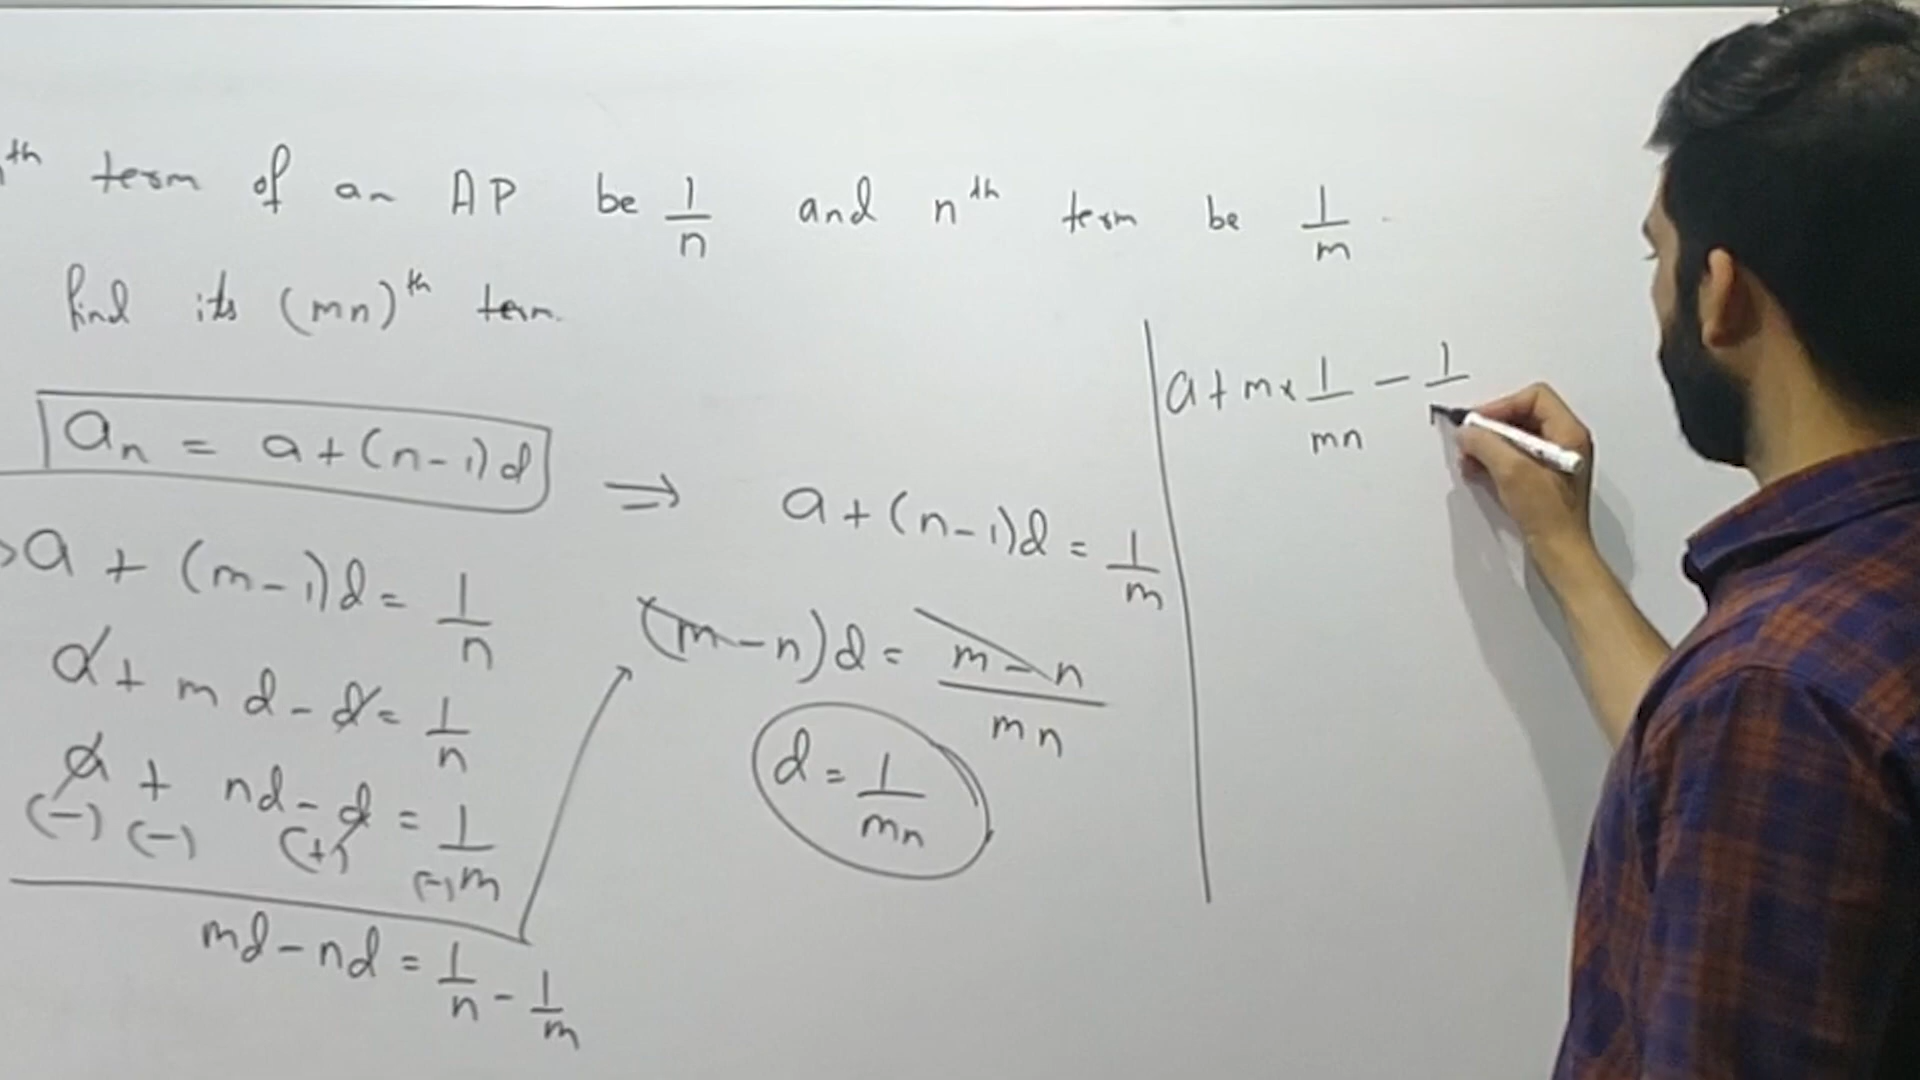 th term of an AP be 1/n and nth term be 1/m.
find its (mn)th term.
an = a+(n-1)d
⇒ a+(n-1)d = 1/m
a + (m-1)d = 1/n
a + md - d = 1/n
a + nd - d = 1/m
(-) (-) (+) (-)
md - nd = 1/n - 1/m
(m-n)d = m-n/mn
d = 1/mn
a + m× 1/mn - 1/